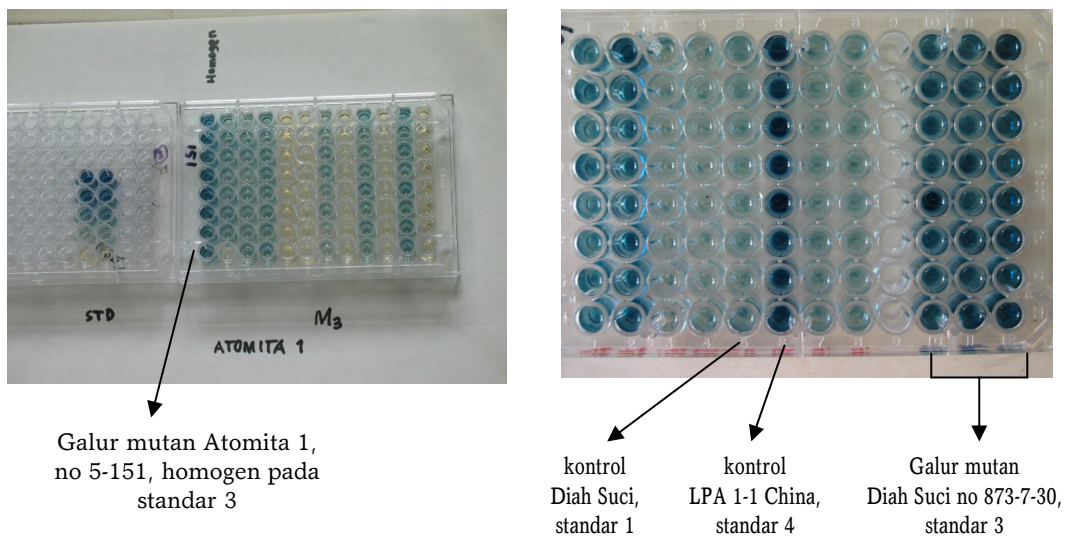 Homogen
151
STD
M3
ATOMITA 1
Galur mutan Atomita 1,
no 5-151, homogen pada
standar 3
kontrol
Diah Suci,
standar 1
kontrol
LPA 1-1 China,
standar 4
Galur mutan
Diah Suci no 873-7-30,
standar 3